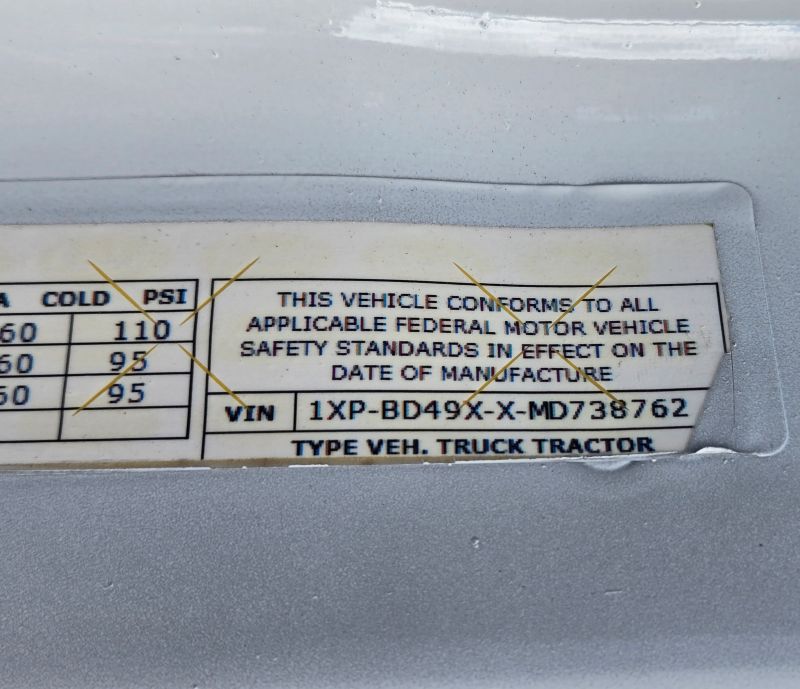 A COLD PSI
60 110
60 95
60 95
THIS VEHICLE CONFORMS TO ALL
APPLICABLE FEDERAL MOTOR VEHICLE
SAFETY STANDARDS IN EFFECT ON THE
DATE OF MANUFACTURE
VIN 1XP-BD49X-X-MD738762
TYPE VEH. TRUCK TRACTOR